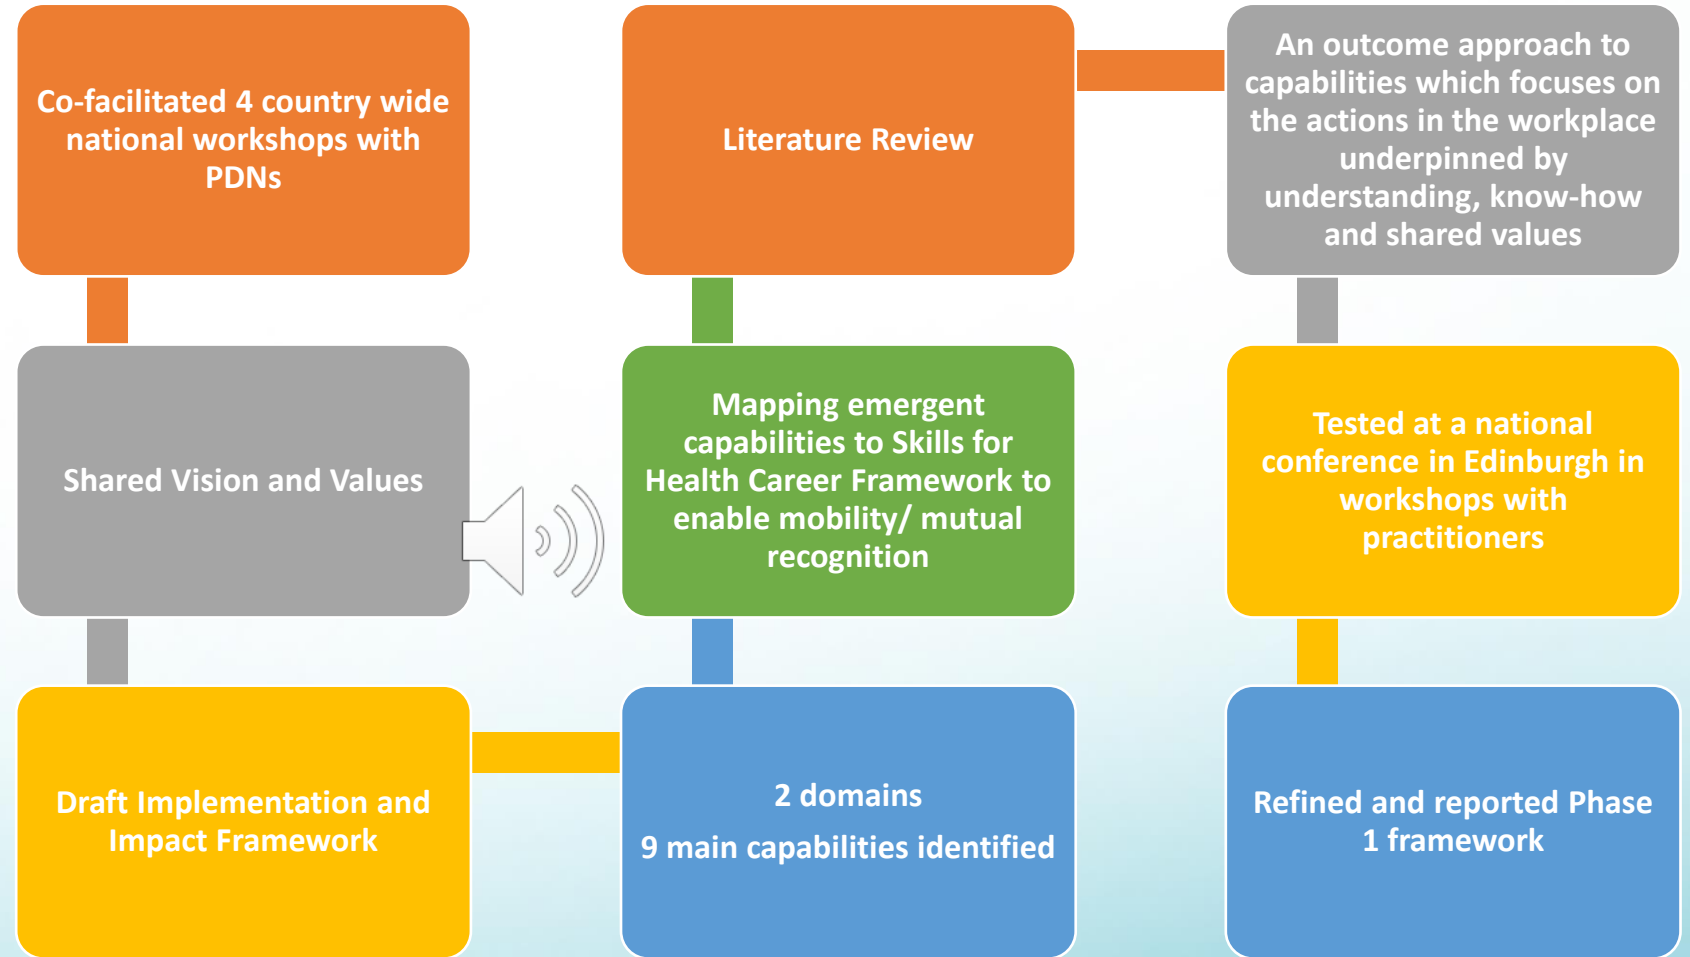 Co-facilitated 4 country wide
national workshops with
PDNs
Shared Vision and Values
Draft Implementation and
Impact Framework
2 domains
9 main capabilities identified
Mapping emergent
capabilities to Skills for
Health Career Framework to
enable mobility/ mutual
recognition
Literature Review
An outcome approach to
capabilities which focuses on
the actions in the workplace
underpinned by
understanding, know-how
and shared values
Tested at a national
conference in Edinburgh in
workshops with
practitioners
Refined and reported Phase
1 framework